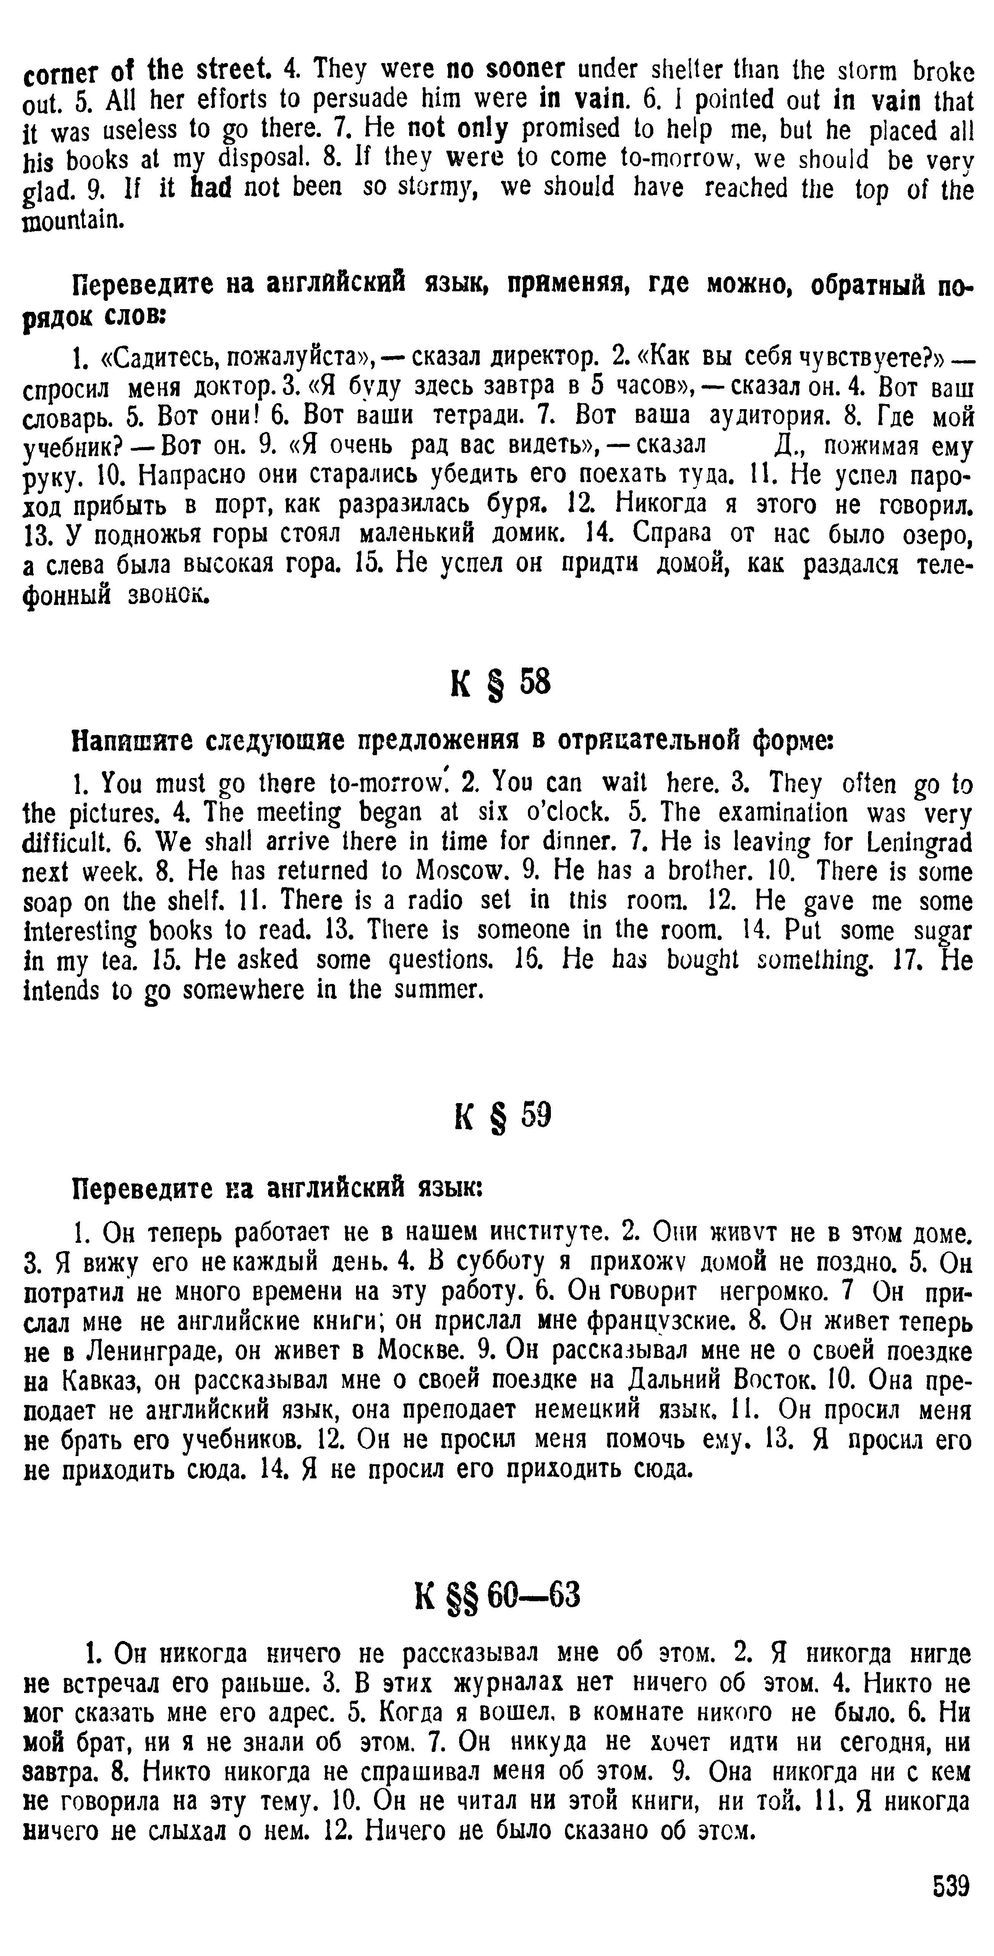 corner of the street. 4. They were no sooner under shelter than the storm broke
out. 5. All her efforts to persuade him were in vain. 6. I pointed out in vain that
it was useless to go there. 7. He not only promised to help me, but he placed all
his books at my disposal. 8. If they were to come to-morrow, we should be very
glad. 9. If it had not been so stormy, we should have reached the top of the
mountain.
Переведите на английский язык, применяя, где можно, обратный по-
рядок слов:
1. «Садитесь, пожалуйста», — сказал директор. 2. «Как вы себя чувствуете?» —
спросил меня доктор. 3. «Я буду здесь завтра в 5 часов», — сказал он. 4. Вот ваш
словарь. 5. Вот они! 6. Вот ваши тетради. 7. Вот ваша аудитория. 8. Где мой
учебник? — Вот он. 9. «Я очень рад вас видеть», — сказал Д., пожимая ему
руку. 10. Напрасно они старались убедить его поехать туда. 11. Не успел паро-
ход прибыть в порт, как разразилась буря. 12. Никогда я этого не говорил.
13. У подножья горы стоял маленький домик. 14. Справа от нас было озеро,
а слева была высокая гора. 15. Не успел он придти домой, как раздался теле-
фонный звонок.
К § 58
Напишите следующие предложения в отрицательной форме:
1. You must go there to-morrow. 2. You can wait here. 3. They often go to
the pictures. 4. The meeting began at six o'clock. 5. The examination was very
difficult. 6. We shall arrive there in time for dinner. 7. He is leaving for Leningrad
next week. 8. He has returned to Moscow. 9. He has a brother. 10. There is some
soap on the shelf. 11. There is a radio set in this room. 12. He gave me some
interesting books to read. 13. There is someone in the room. 14. Put some sugar
in my tea. 15. He asked some questions. 16. He has bought something. 17. He
intends to go somewhere in the summer.
К § 59
Переведите на английский язык:
1. Он теперь работает не в нашем институте. 2. Они живут не в этом доме.
3. Я вижу его не каждый день. 4. В субботу я прихожу домой не поздно. 5. Он
потратил не много времени на эту работу. 6. Он говорит негромко. 7 Он при-
слал мне не английские книги; он прислал мне французские. 8. Он живет теперь
не в Ленинграде, он живет в Москве. 9. Он рассказывал мне не о своей поездке
на Кавказ, он рассказывал мне о своей поездке на Дальний Восток. 10. Она пре-
подает не английский язык, она преподает немецкий язык. 11. Он просил меня
не брать его учебников. 12. Он не просил меня помочь ему. 13. Я просил его
не приходить сюда. 14. Я не просил его приходить сюда.
К §§ 60—63
1. Он никогда ничего не рассказывал мне об этом. 2. Я никогда нигде
не встречал его раньше. 3. В этих журналах нет ничего об этом. 4. Никто не
мог сказать мне его адрес. 5. Когда я вошел, в комнате никого не было. 6. Ни
мой брат, ни я не знали об этом. 7. Он никуда не хочет идти ни сегодня, ни
завтра. 8. Никто никогда не спрашивал меня об этом. 9. Она никогда ни с кем
не говорила на эту тему. 10. Он не читал ни этой книги, ни той. 11. Я никогда
ничего не слыхал о нем. 12. Ничего не было сказано об этом.
539